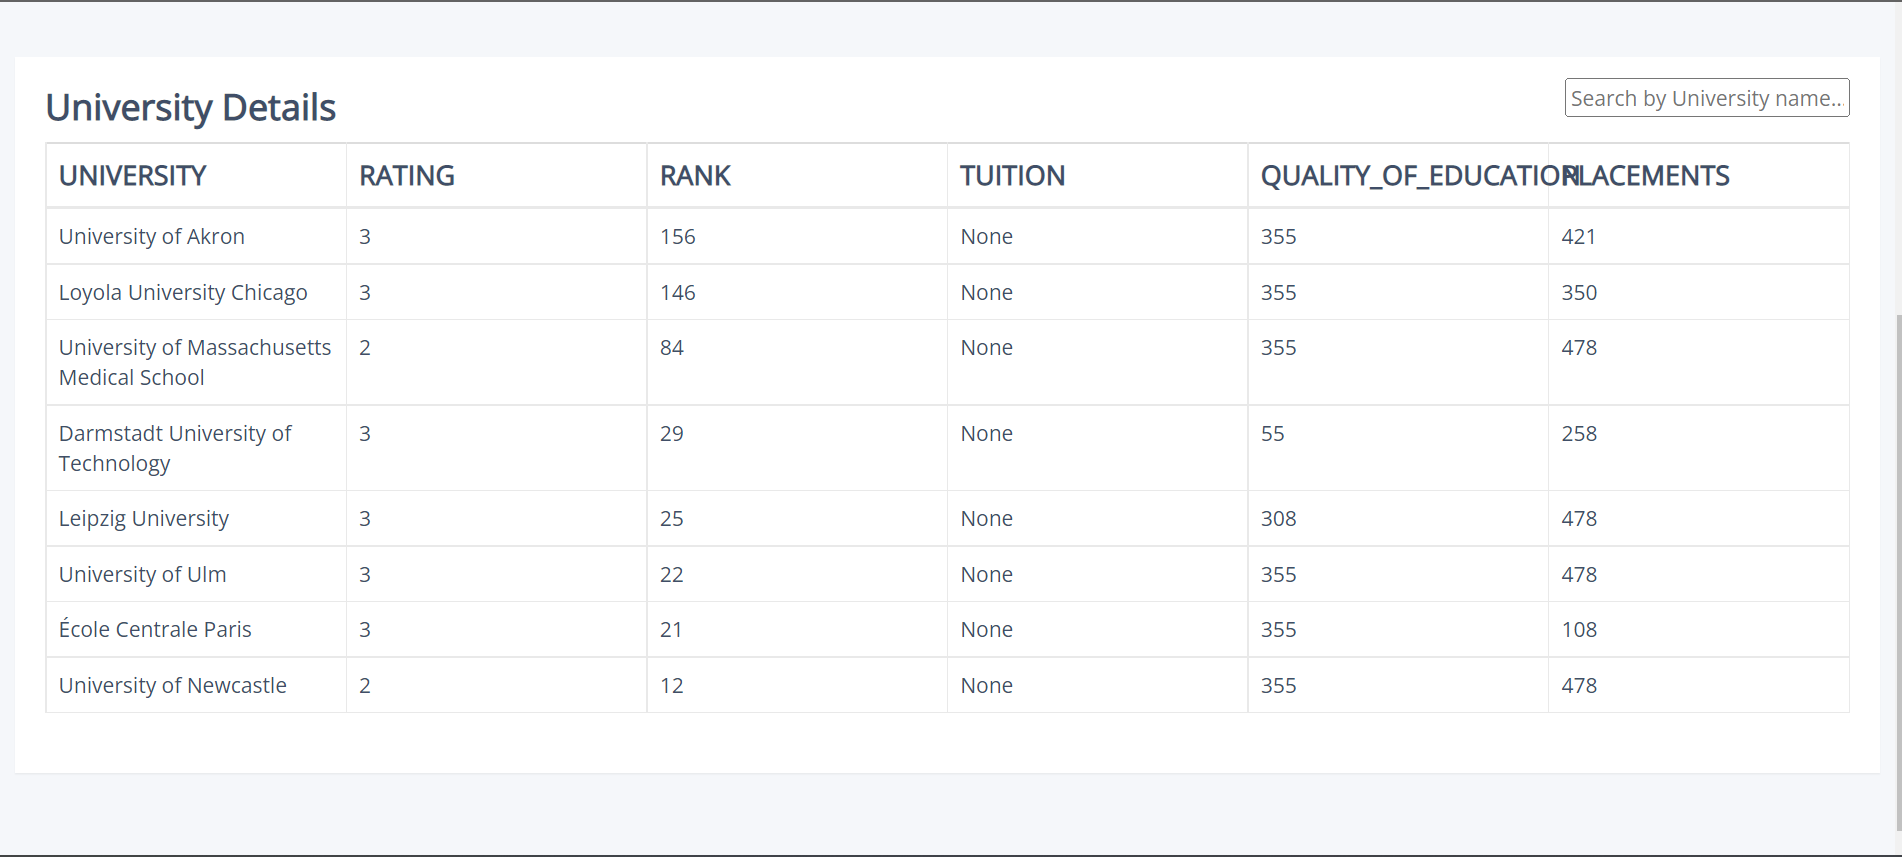 University Details
Search by University name...
UNIVERSITY RATING RANK TUITION QUALITY_OF_EDUCATION PLACEMENTS
University of Akron 3 156 None 355 421
Loyola University Chicago 3 146 None 355 350
University of Massachusetts 2 84 None 355 478
Medical School
Darmstadt University of 3 29 None 55 258
Technology
Leipzig University 3 25 None 308 478
University of Ulm 3 22 None 355 478
École Centrale Paris 3 21 None 355 108
University of Newcastle 2 12 None 355 478